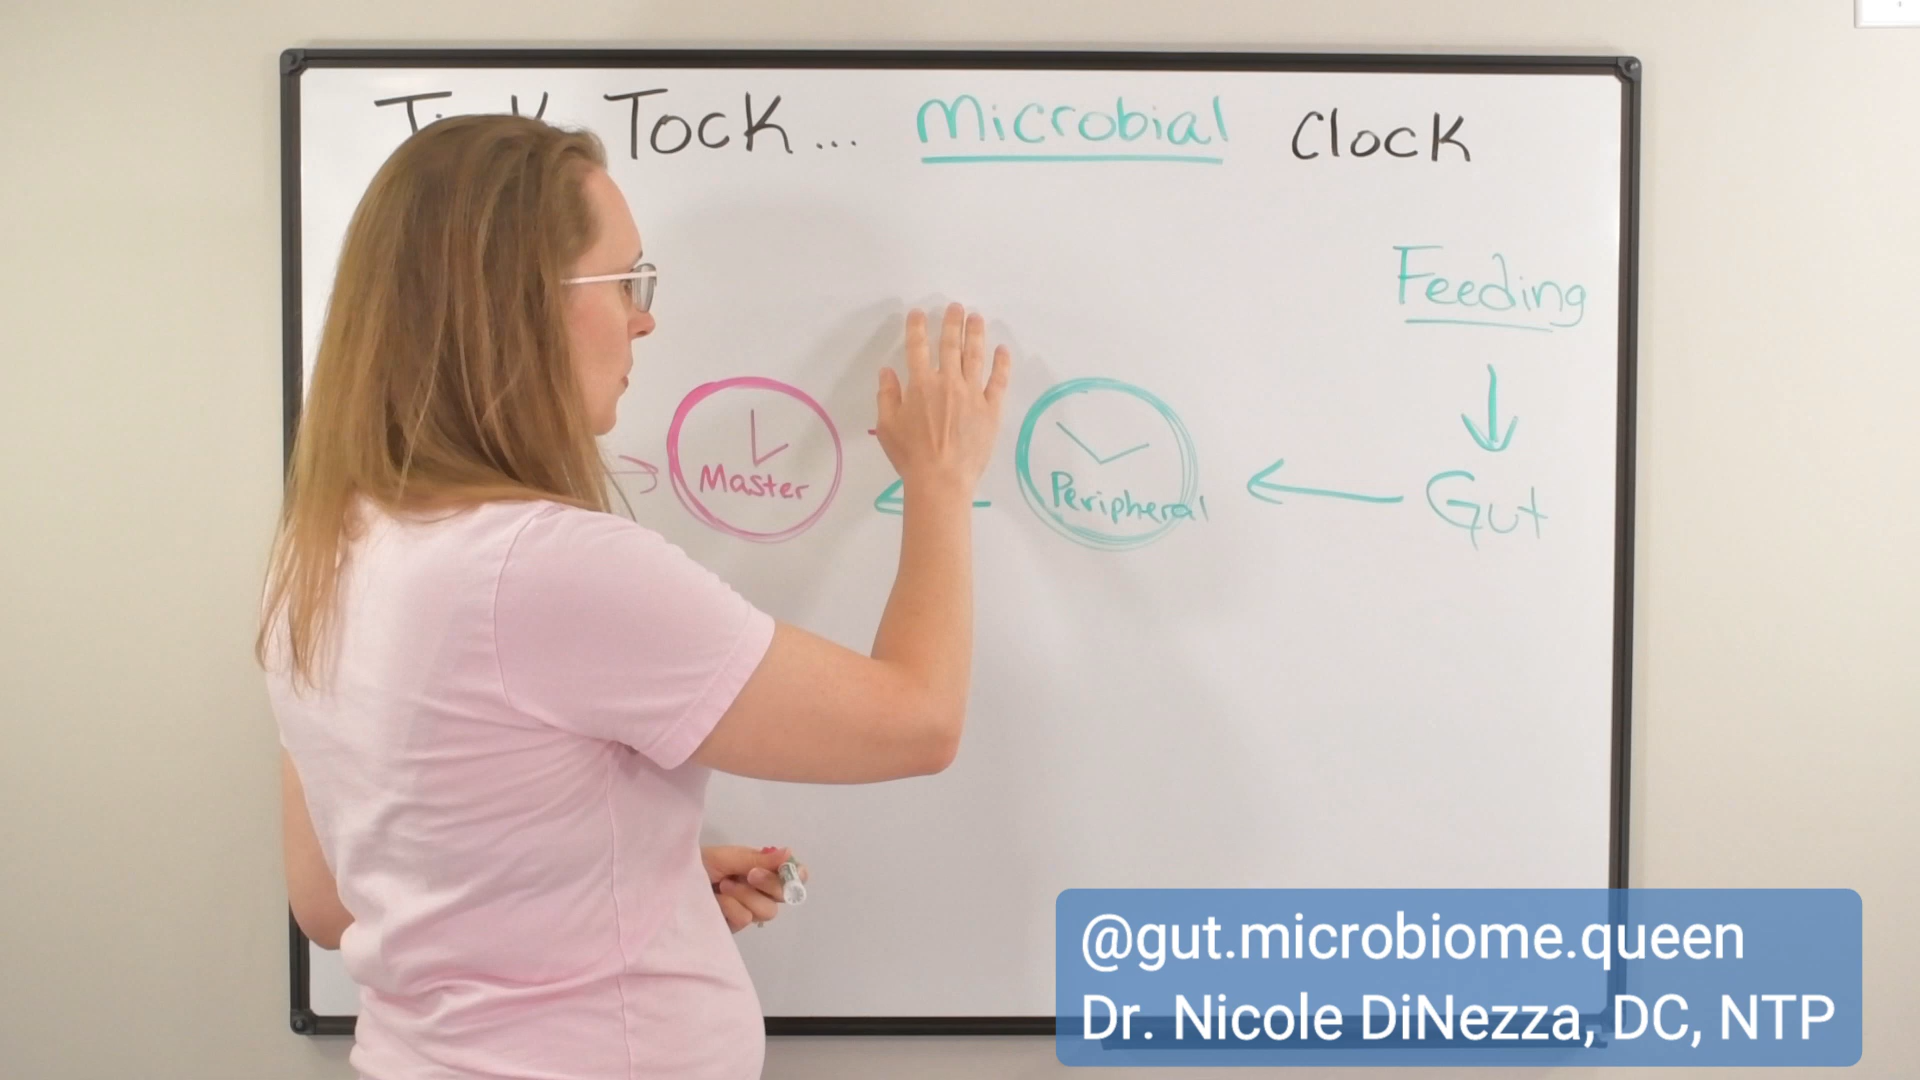 Tock... Microbial Clock
Feeding
Master
Peripheral
Gut
@gut.microbiome.queen
Dr. Nicole DiNezza, DC, NTP